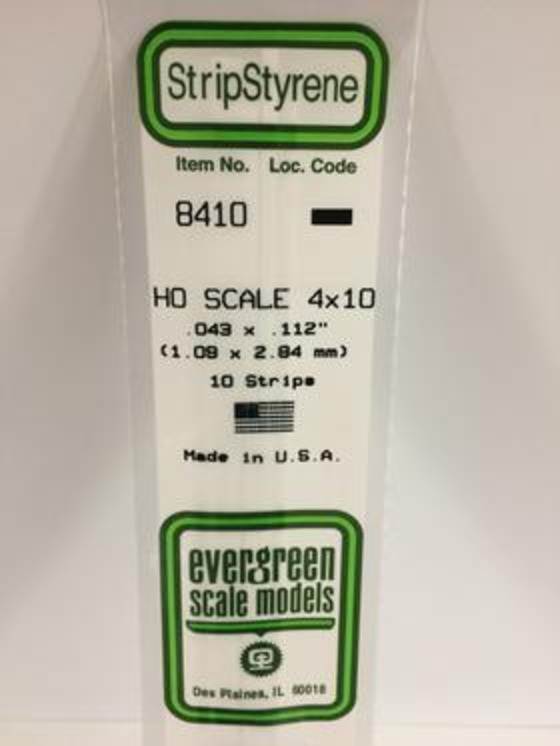 StripStyrene
Item No. Loc. Code
8410
HO SCALE 4x10
.043 x .112"
(1.09 x 2.84 mm)
10 Strips
Made in U.S.A.
evergreen
scale models
Des Plaines, IL 60018